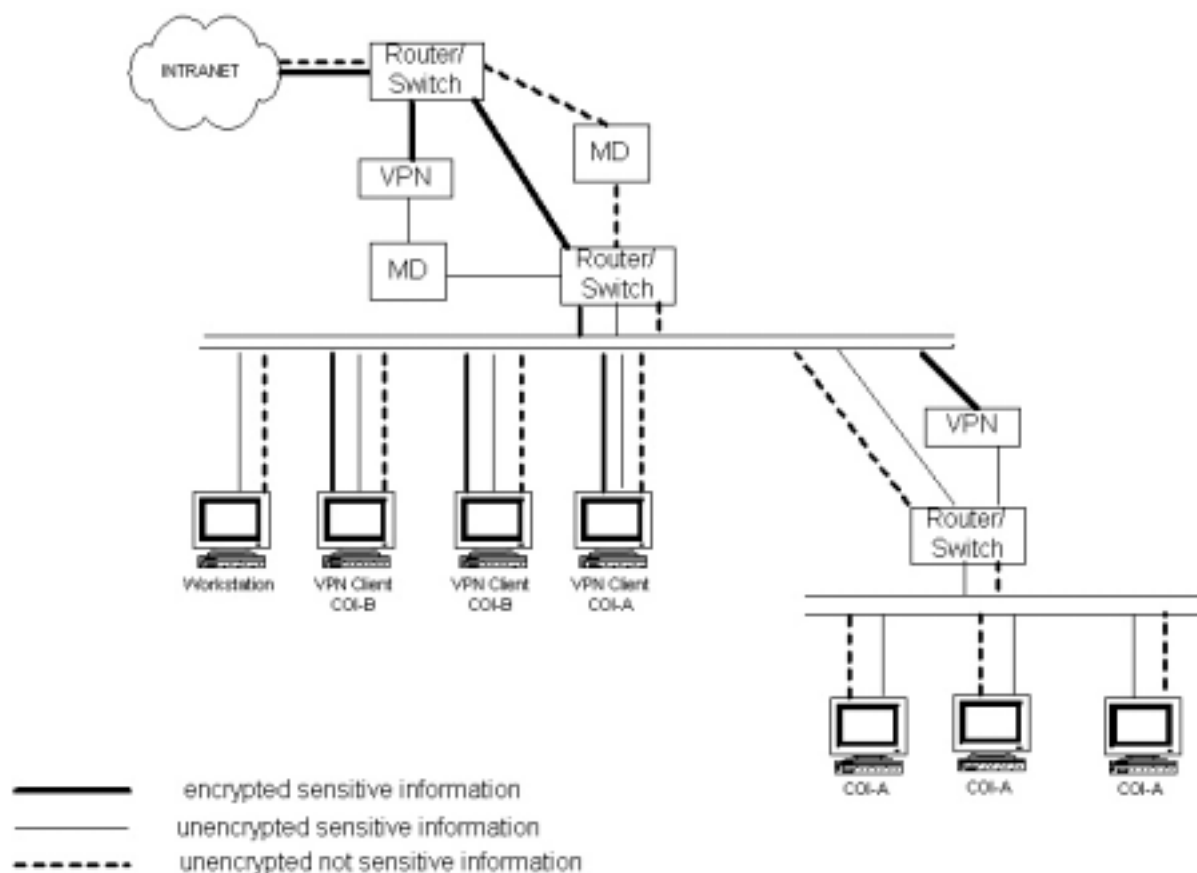 INTRANET
Router/
Switch
MD
VPN
MD
Router/
Switch
VPN
Router/
Switch
Workstation
VPN Client
COI-B
VPN Client
COI-B
VPN Client
COI-A
COI-A
COI-A
COI-A
encrypted sensitive information
unencrypted sensitive information
unencrypted not sensitive information